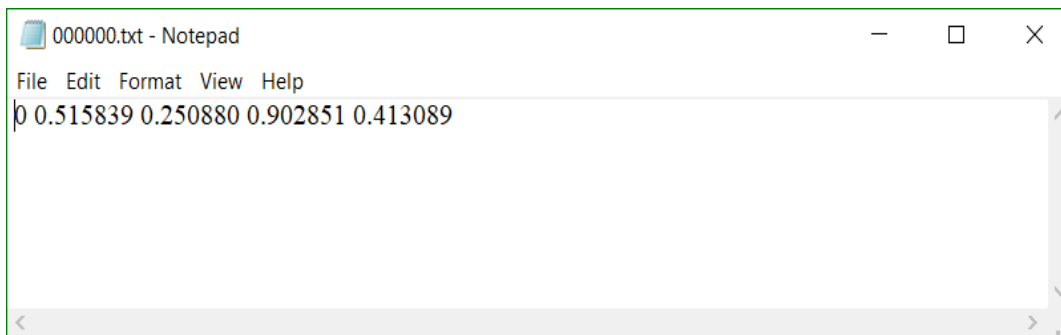 000000.txt - Notepad
File Edit Format View Help
0 0.515839 0.250880 0.902851 0.413089